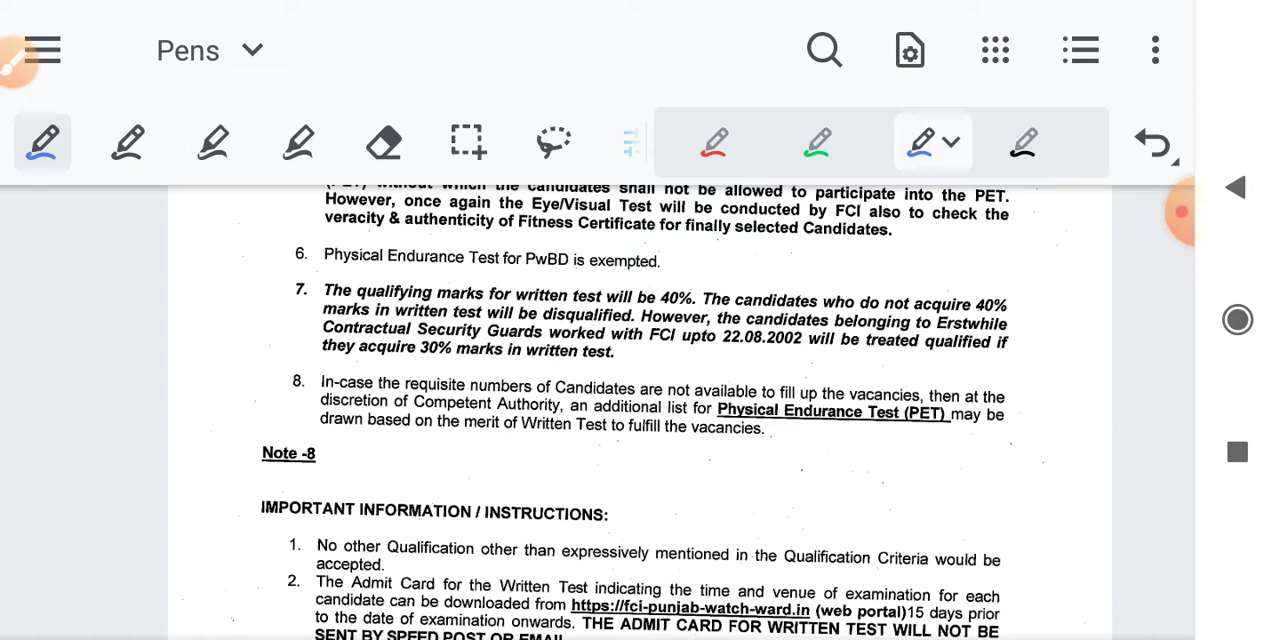 Pens
(PET) without which the candidates shall not be allowed to participate into the PET.
However, once again the Eye/Visual Test will be conducted by FCI also to check the
veracity & authenticity of Fitness Certificate for finally selected Candidates.
6. Physical Endurance Test for PwBD is exempted.
7. The qualifying marks for written test will be 40%. The candidates who do not acquire 40%
marks in written test will be disqualified. However, the candidates belonging to Erstwhile
Contractual Security Guards worked with FCI upto 22.08.2002 will be treated qualified if
they acquire 30% marks in written test.
8. In-case the requisite numbers of Candidates are not available to fill up the vacancies, then at the
discretion of Competent Authority, an additional list for Physical Endurance Test (PET) may be
drawn based on the merit of Written Test to fulfill the vacancies.
Note -8
IMPORTANT INFORMATION / INSTRUCTIONS:
1. No other Qualification other than expressively mentioned in the Qualification Criteria would be
accepted.
2. The Admit Card for the Written Test indicating the time and venue of examination for each
candidate can be downloaded from https://fci-punjab-watch-ward.in (web portal)15 days prior
to the date of examination onwards. THE ADMIT CARD FOR WRITTEN TEST WILL NOT BE
SENT BY SPEED POST OR EMAIL